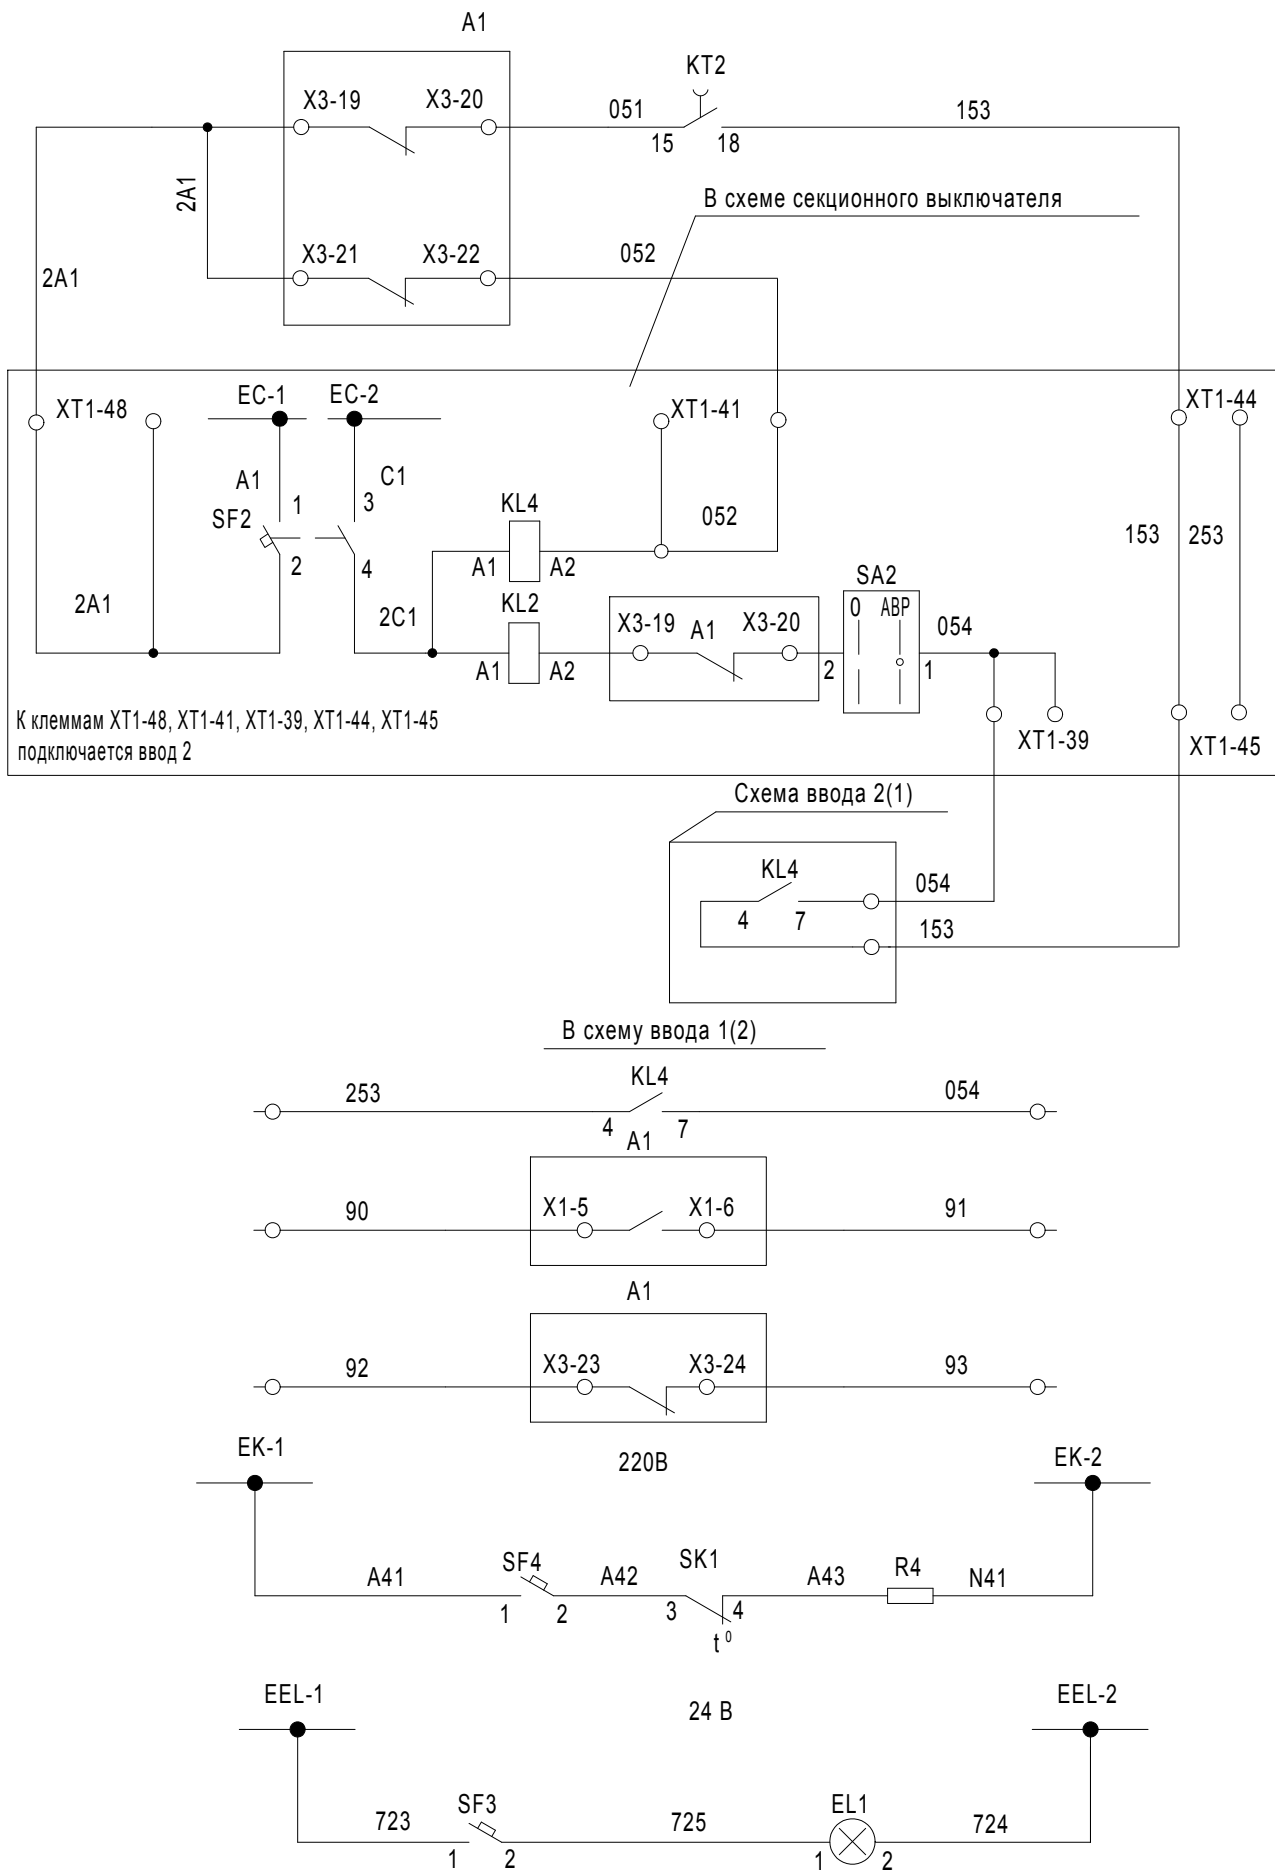 A1
KT2
X3-19
X3-20
051
153
15
18
2A1
В схеме секционного выключателя
X3-21
X3-22
052
2A1
EC-1
EC-2
XT1-48
XT1-41
XT1-44
A1
C1
1
3
KL4
SF2
052
153
253
2
4
A1
A2
SA2
2A1
2C1
KL2
0
АВР
X3-19
A1
X3-20
054
A1
A2
2
1
К клеммам XT1-48, XT1-41, XT1-39, XT1-44, XT1-45
подключается ввод 2
XT1-39
XT1-45
Схема ввода 2(1)
KL4
054
4
7
153
В схему ввода 1(2)
253
KL4
054
4
7
A1
90
X1-5
X1-6
91
A1
92
X3-23
X3-24
93
EK-1
220В
EK-2
A41
SF4
A42
SK1
A43
R4
N41
1
2
3
4
t⁰
EEL-1
24 В
EEL-2
723
SF3
725
EL1
724
1
2
1
2